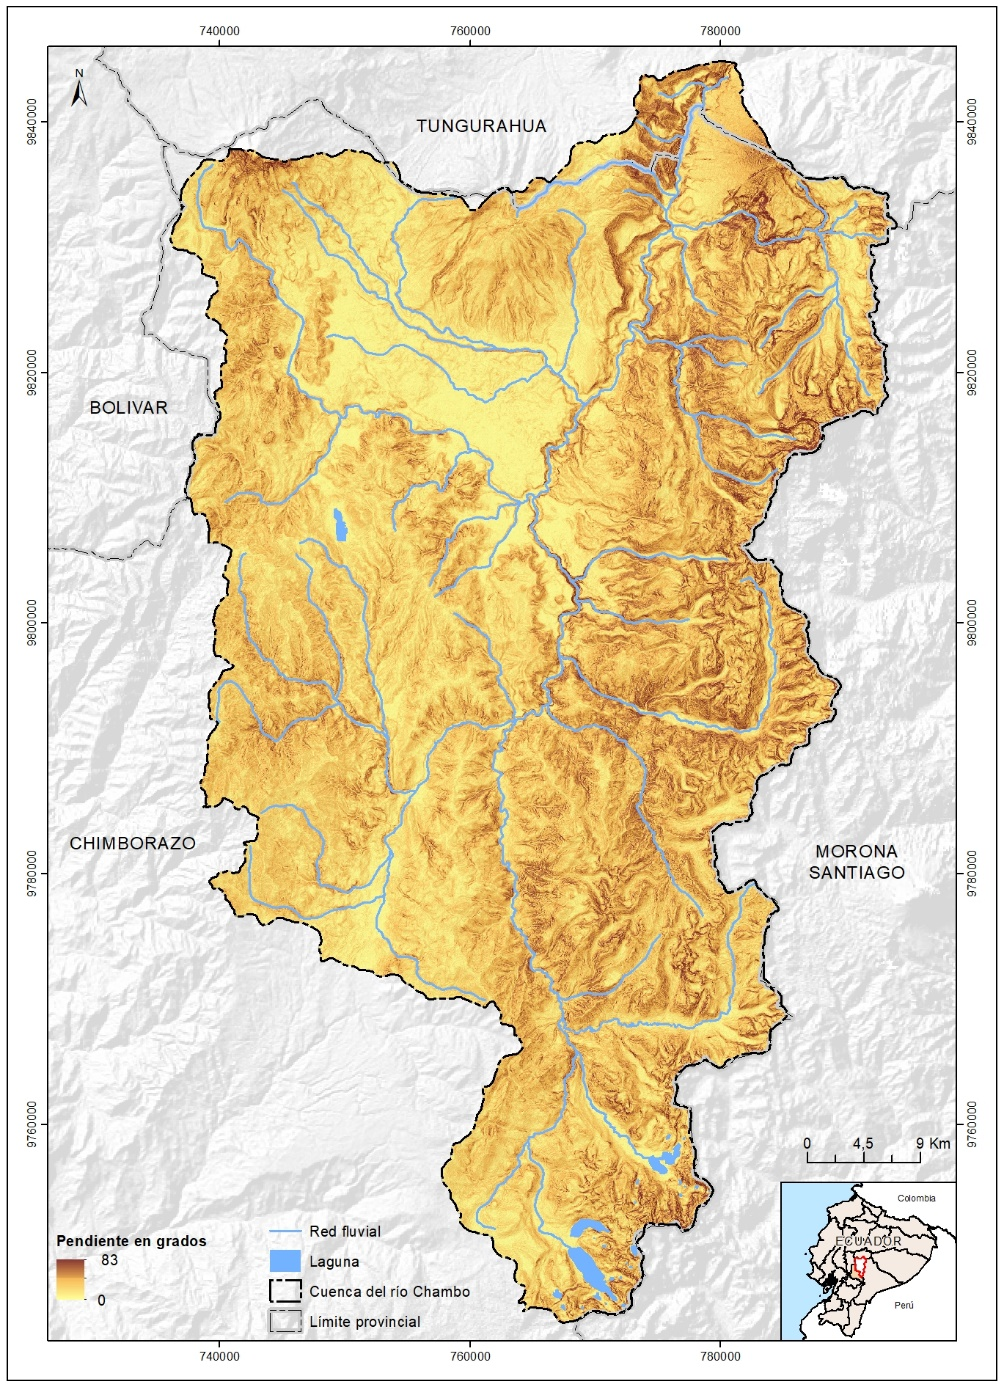 740000
760000
780000
N
9840000
9840000
TUNGURAHUA
9820000
9820000
BOLIVAR
9800000
9800000
CHIMBORAZO
MORONA
SANTIAGO
9780000
9780000
9760000
9760000
0 4,5 9 Km
Colombia
ECUADOR
Perú
Pendiente en grados
83
0
Red fluvial
Laguna
Cuenca del río Chambo
Límite provincial
740000
760000
780000